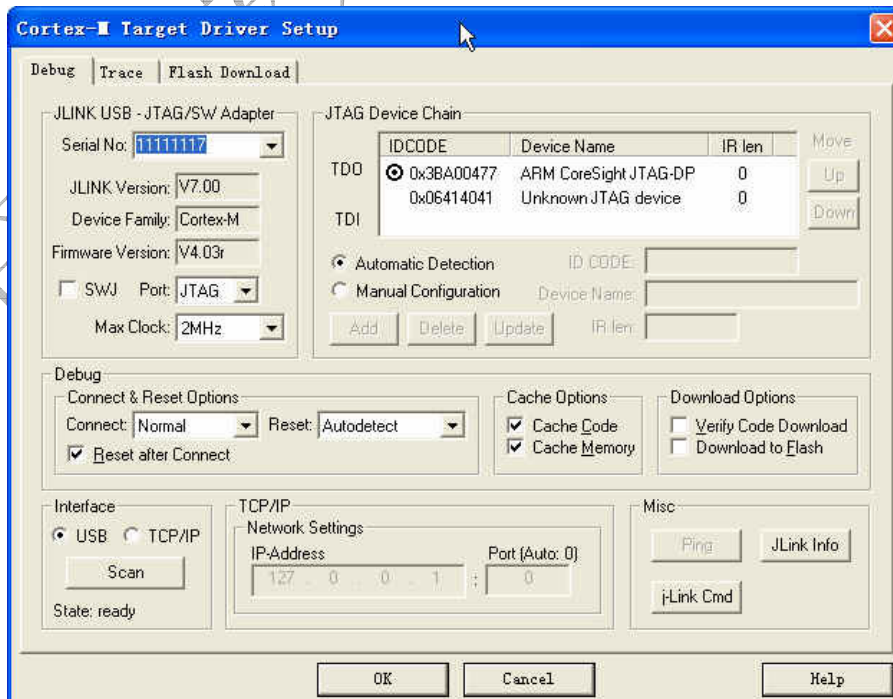 Cortex-M Target Driver Setup
Debug Trace Flash Download
JLINK USB - JTAG/SW Adapter
Serial No: 11111117
JLINK Version: V7.00
Device Family: Cortex-M
Firmware Version: V4.03r
SWJ Port: JTAG
Max Clock: 2MHz
JTAG Device Chain
IDCODE Device Name IR len Move
TDO 0x3BA00477 ARM CoreSight JTAG-DP 0 Up
0x06414041 Unknown JTAG device 0
TDI Down
Automatic Detection ID CODE:
Manual Configuration Device Name:
Add Delete Update IR len:
Debug
Connect & Reset Options
Connect: Normal Reset: Autodetect
Reset after Connect
Cache Options
Cache Code
Cache Memory
Download Options
Verify Code Download
Download to Flash
Interface
USB TCP/IP
Scan
State: ready
TCP/IP
Network Settings
IP-Address Port (Auto: 0)
127 . 0 . 0 . 1 : 0
Misc
Ping JLink Info
j-Link Cmd
OK Cancel Help